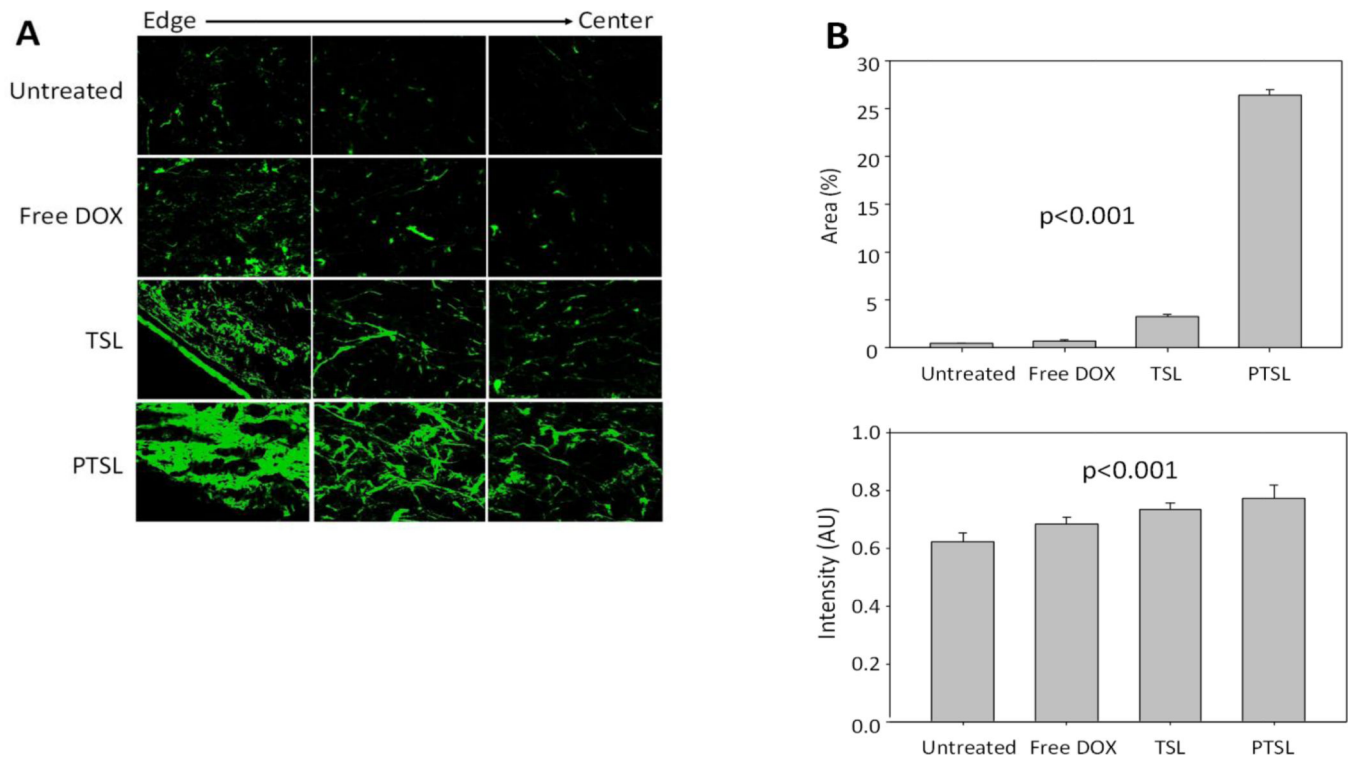 A
Edge
Center
Untreated
Free DOX
TSL
PTSL
B
30
25
20
15
10
5
0
Area (%)
p<0.001
Untreated
Free DOX
TSL
PTSL
1.0
0.8
0.6
0.4
0.2
0.0
Intensity (AU)
p<0.001
Untreated
Free DOX
TSL
PTSL